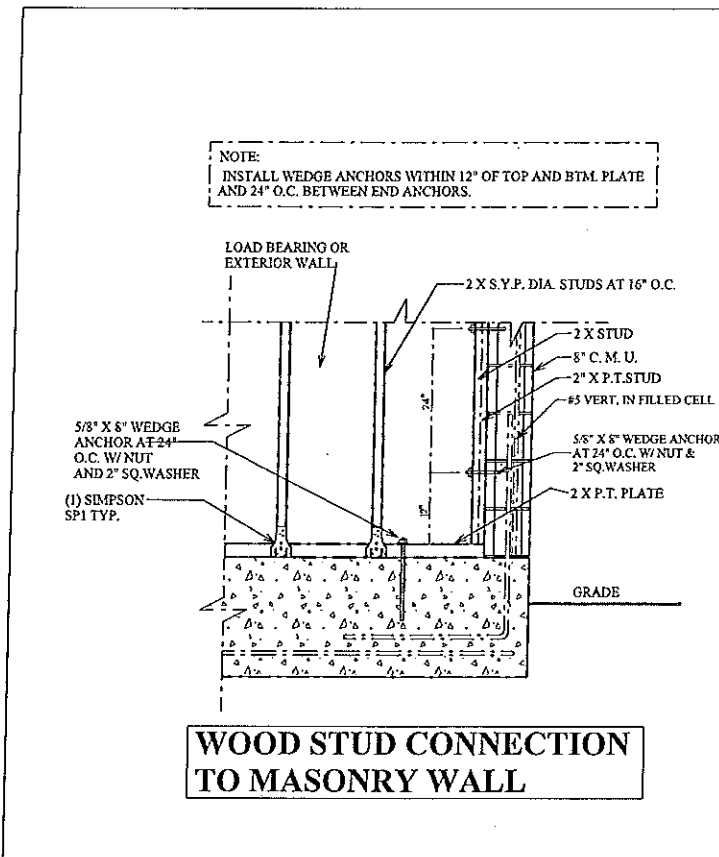 NOTE:
INSTALL WEDGE ANCHORS WITHIN 12" OF TOP AND BTM. PLATE
AND 24" O.C. BETWEEN END ANCHORS.
LOAD BEARING OR
EXTERIOR WALL
2 X S.Y.P. DIA. STUDS AT 16" O.C.
2 X STUD
8" C. M. U.
2" X P.T.STUD
#5 VERT. IN FILLED CELL
24"
5/8" X 8" WEDGE
ANCHOR AT 24"
O.C. W/ NUT
AND 2" SQ.WASHER
5/8" X 8" WEDGE ANCHOR
AT 24" O.C. W/ NUT &
2" SQ.WASHER
(1) SIMPSON
SP1 TYP.
12"
2 X P.T. PLATE
GRADE
WOOD STUD CONNECTION
TO MASONRY WALL